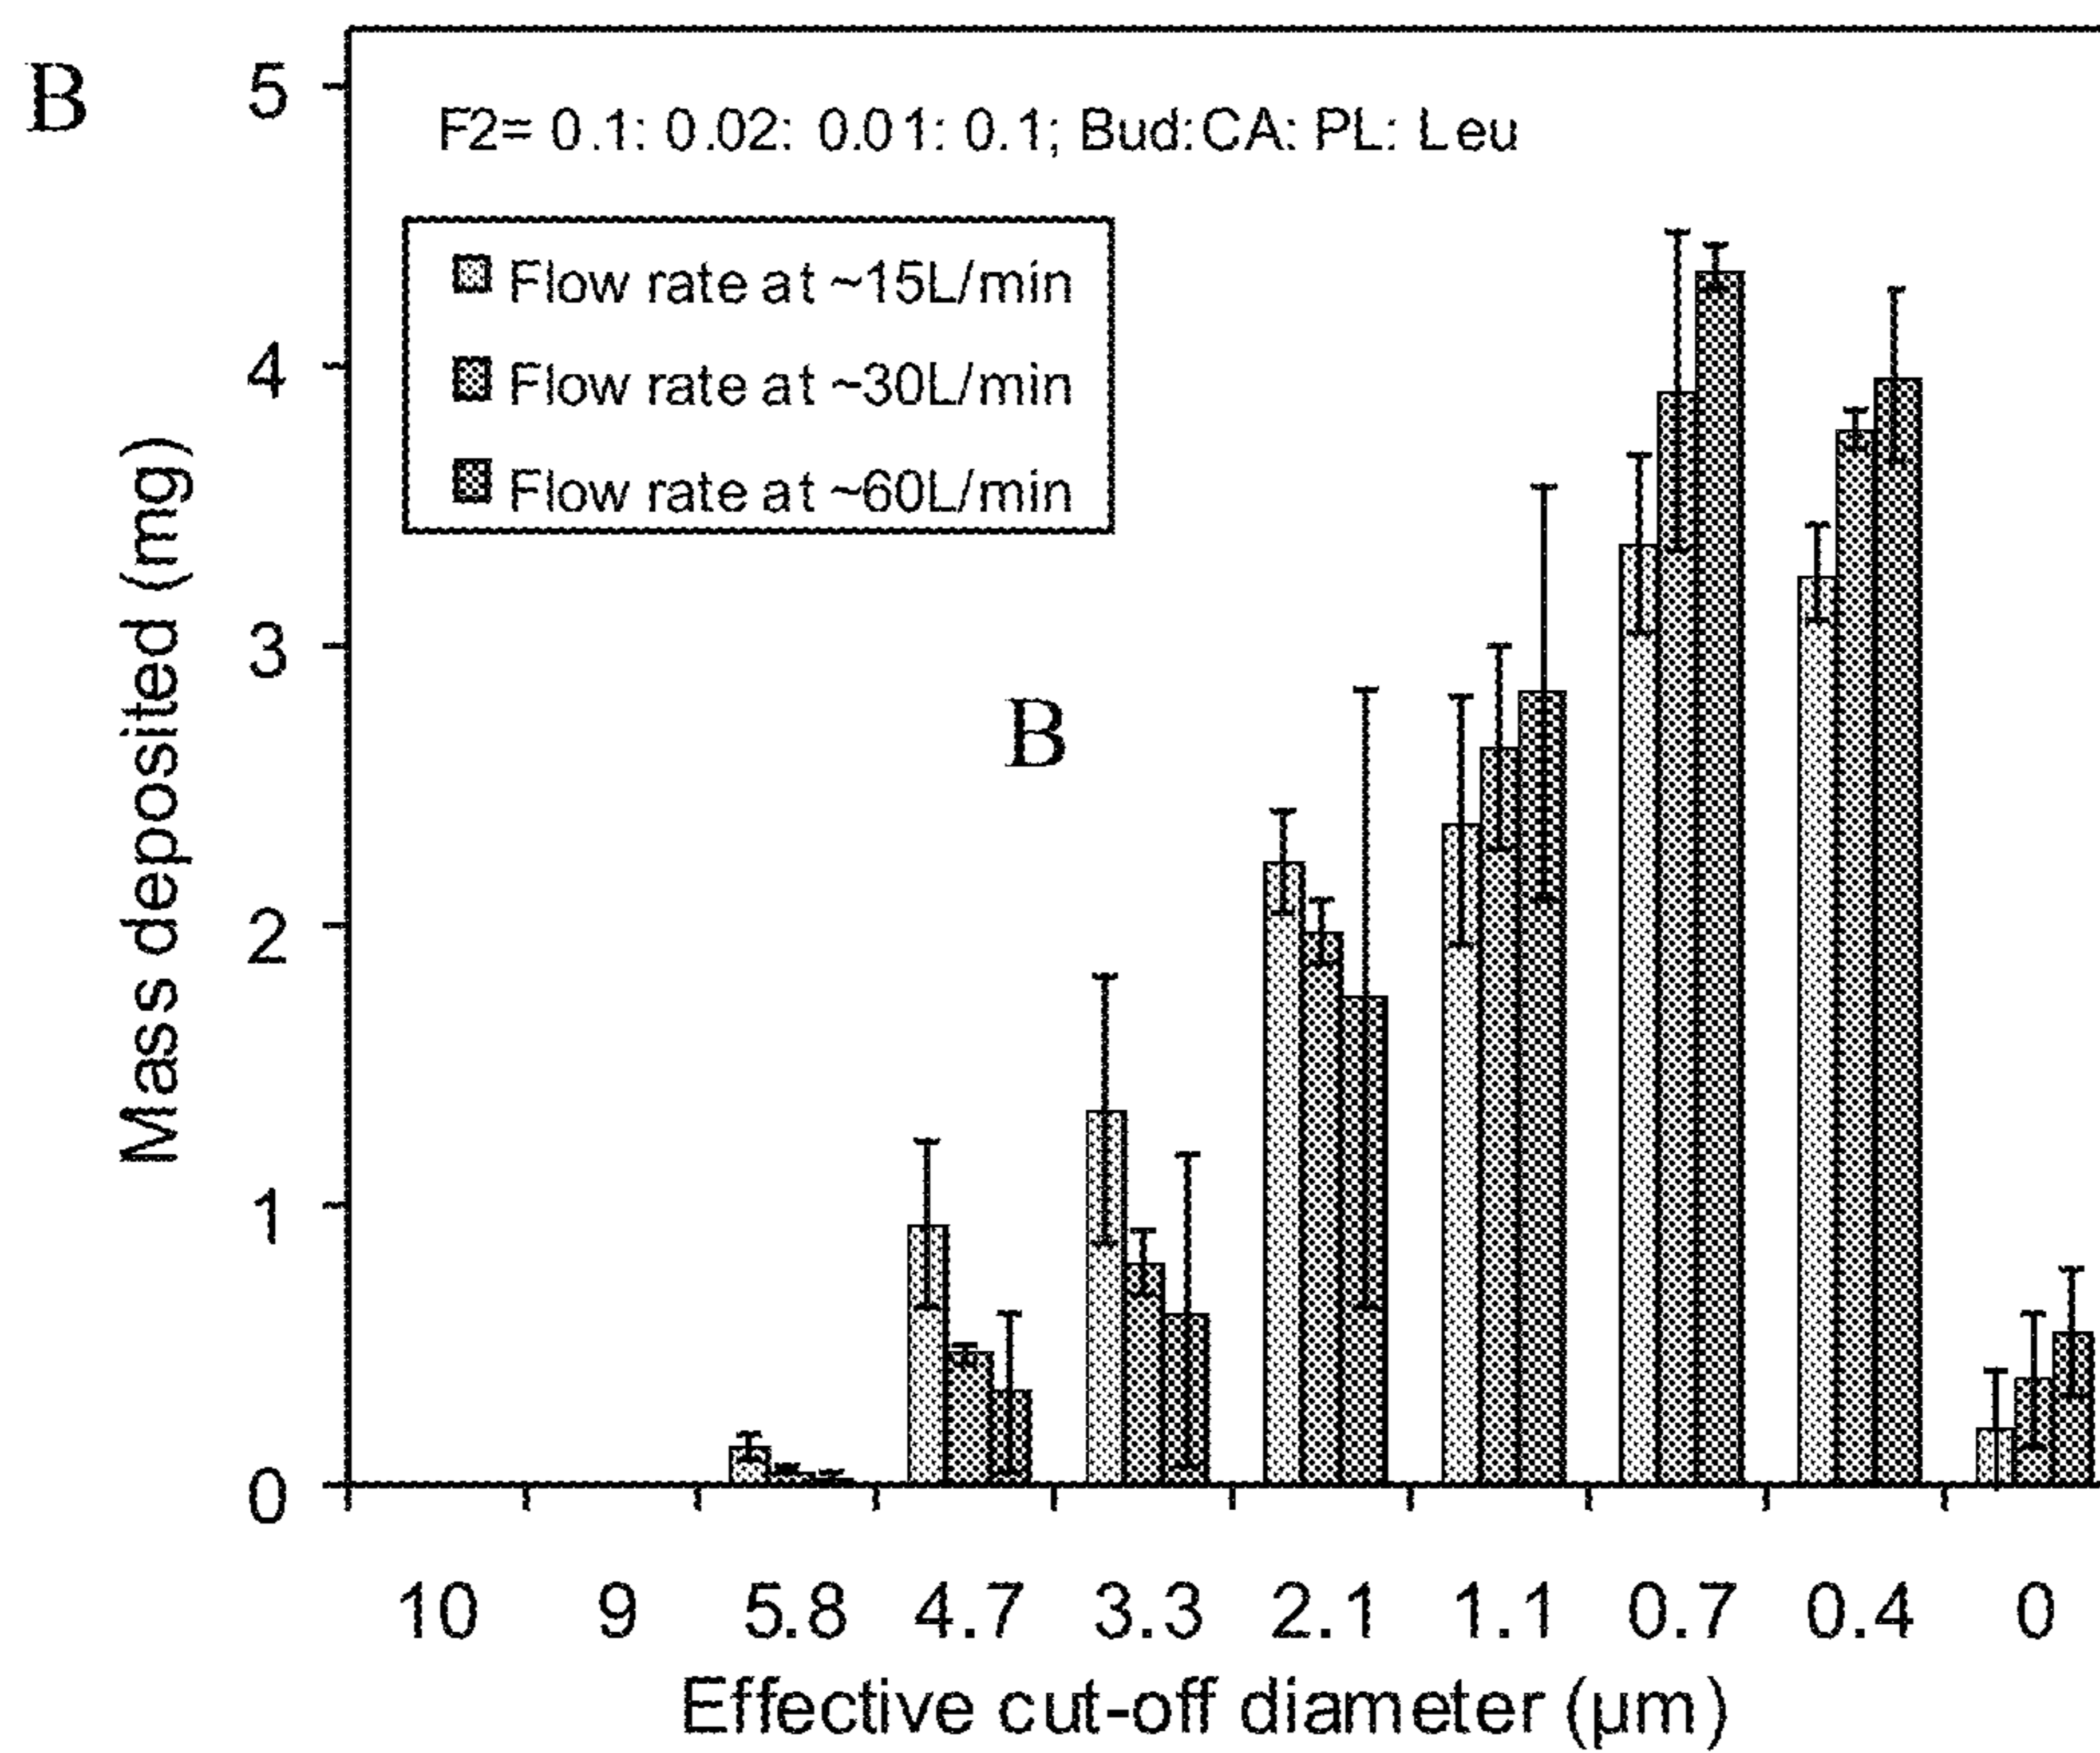 B
F2= 0.1: 0.02: 0.01: 0.1; Bud:CA: PL: Leu
Flow rate at ~15L/min
Flow rate at ~30L/min
Flow rate at ~60L/min
B
Mass deposited (mg)
5
4
3
2
1
0
10 9 5.8 4.7 3.3 2.1 1.1 0.7 0.4 0
Effective cut-off diameter (μm)